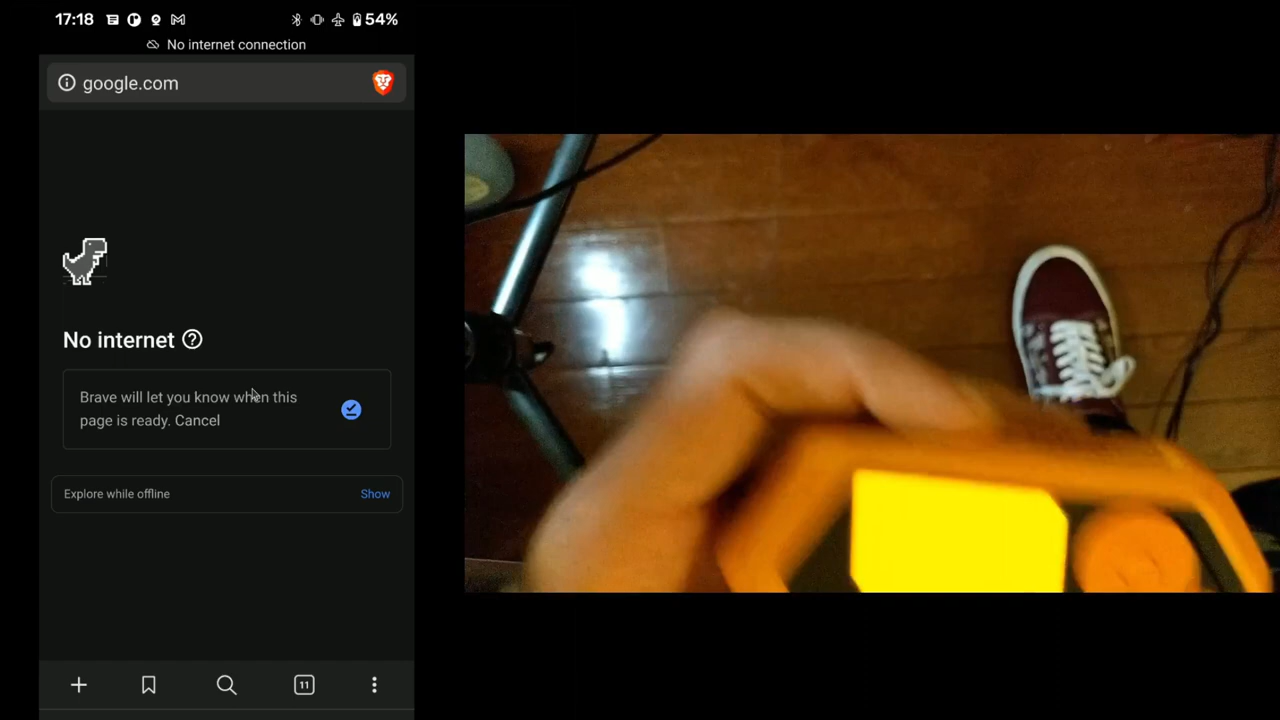 17:18
54%
No internet connection
google.com
No internet
Brave will let you know when this
page is ready. Cancel
Explore while offline
Show
11